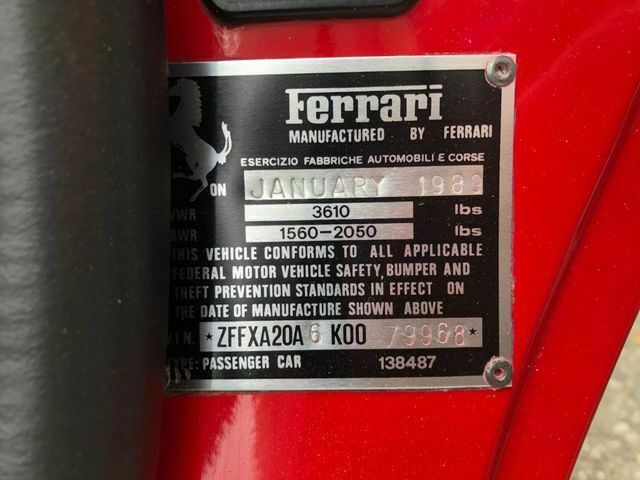 Ferrari
MANUFACTURED BY FERRARI
ESERCIZIO FABBRICHE AUTOMOBILI E CORSE
ON JANUARY 1989
VWR 3610 lbs
AWR 1560-2050 lbs
THIS VEHICLE CONFORMS TO ALL APPLICABLE
FEDERAL MOTOR VEHICLE SAFETY, BUMPER AND
THEFT PREVENTION STANDARDS IN EFFECT ON
THE DATE OF MANUFACTURE SHOWN ABOVE
V.I.N. *ZFFXA20A6K0079968*
TYPE: PASSENGER CAR 138487